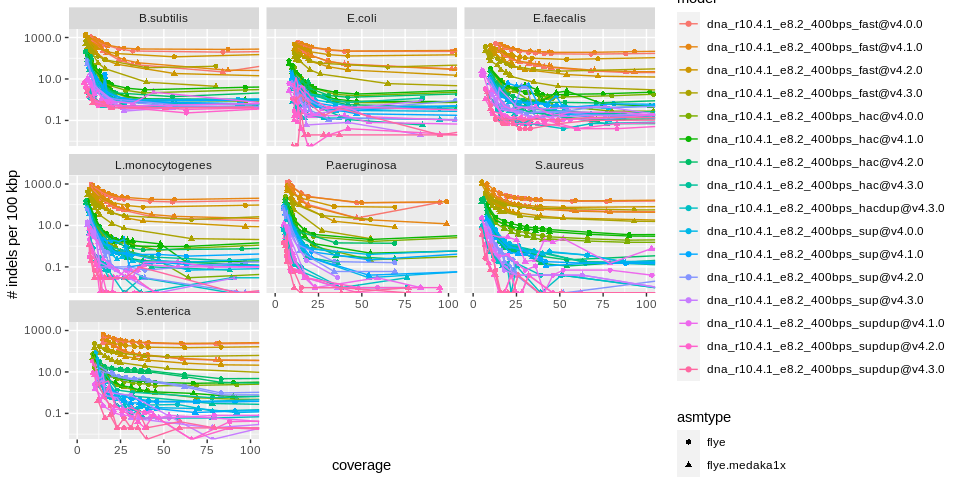 B.subtilis
E.coli
E.faecalis
1000.0
10.0
0.1
L.monocytogenes
P.aeruginosa
S.aureus
1000.0
10.0
0.1
0 25 50 75 100
0 25 50 75 100
S.enterica
1000.0
10.0
0.1
0 25 50 75 100
# indels per 100 kbp
coverage
model
dna_r10.4.1_e8.2_400bps_fast@v4.0.0
dna_r10.4.1_e8.2_400bps_fast@v4.1.0
dna_r10.4.1_e8.2_400bps_fast@v4.2.0
dna_r10.4.1_e8.2_400bps_fast@v4.3.0
dna_r10.4.1_e8.2_400bps_hac@v4.0.0
dna_r10.4.1_e8.2_400bps_hac@v4.1.0
dna_r10.4.1_e8.2_400bps_hac@v4.2.0
dna_r10.4.1_e8.2_400bps_hac@v4.3.0
dna_r10.4.1_e8.2_400bps_hacdup@v4.3.0
dna_r10.4.1_e8.2_400bps_sup@v4.0.0
dna_r10.4.1_e8.2_400bps_sup@v4.1.0
dna_r10.4.1_e8.2_400bps_sup@v4.2.0
dna_r10.4.1_e8.2_400bps_sup@v4.3.0
dna_r10.4.1_e8.2_400bps_supdup@v4.1.0
dna_r10.4.1_e8.2_400bps_supdup@v4.2.0
dna_r10.4.1_e8.2_400bps_supdup@v4.3.0
asmtype
flye
flye.medaka1x